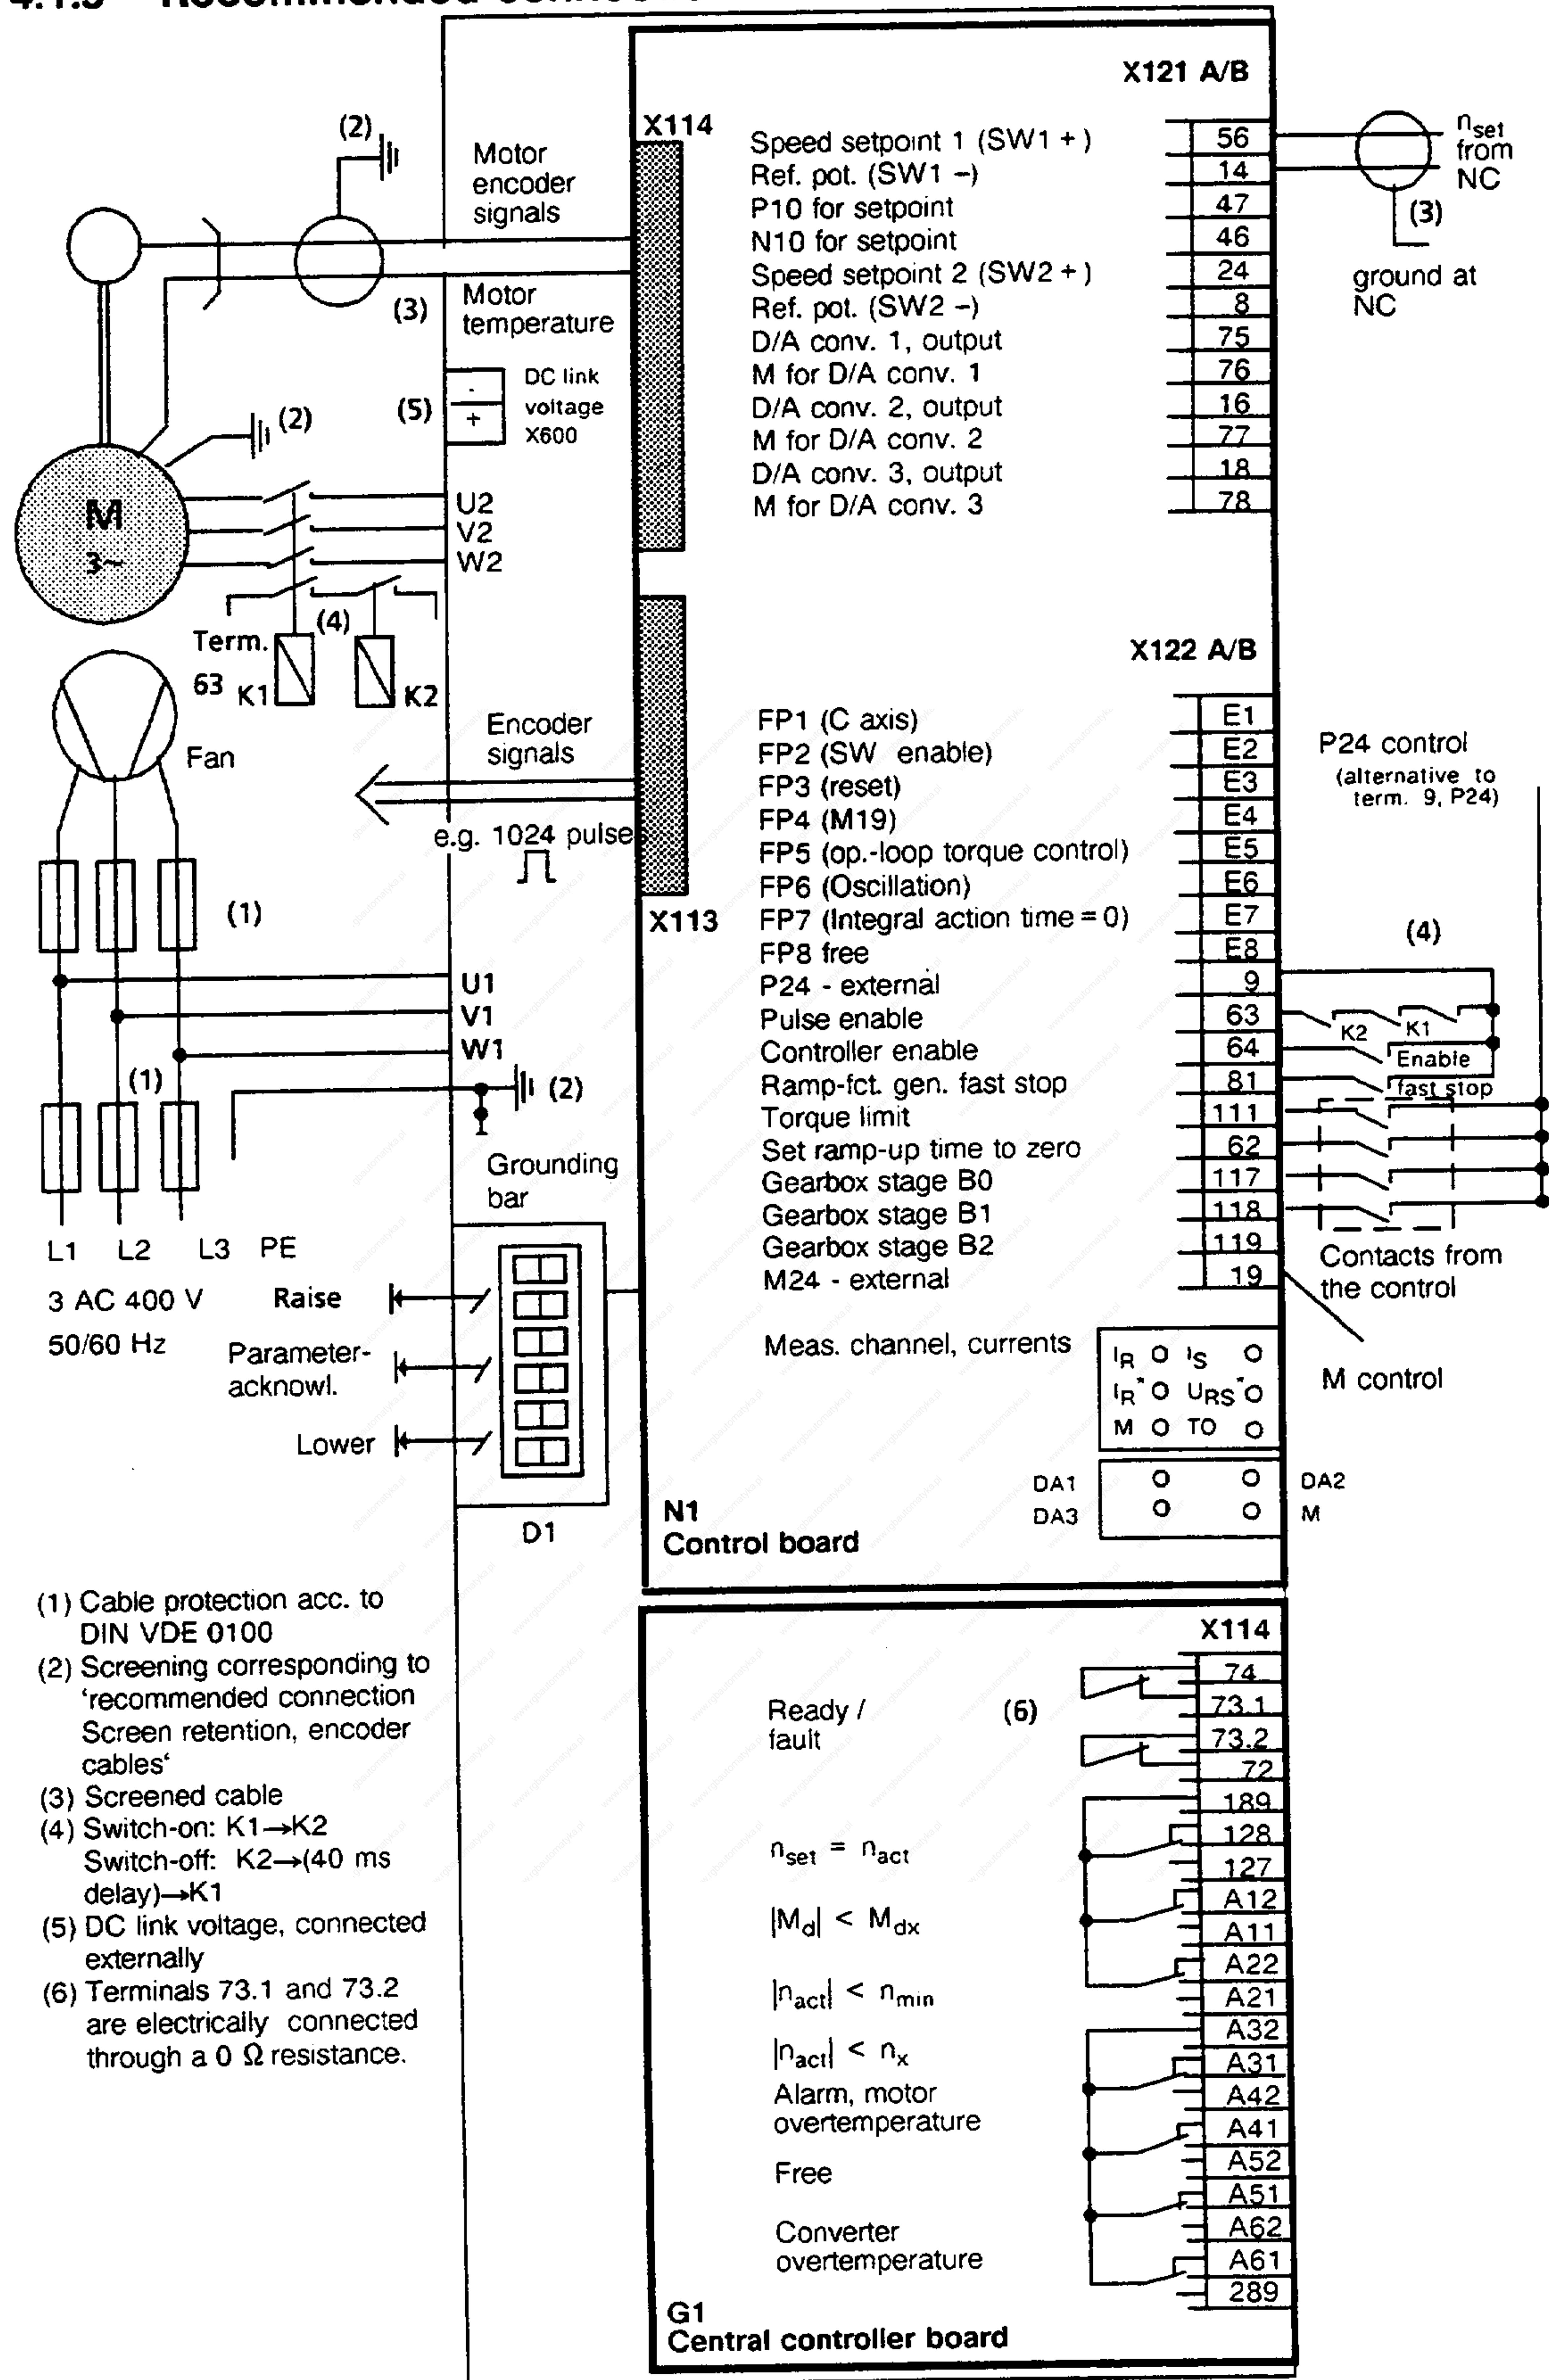 X121 A/B
X114
(2)
Motor
encoder
signals
Speed setpoint 1 (SW1 +) 56
Ref. pot. (SW1 –) 14
P10 for setpoint 47
N10 for setpoint 46
Speed setpoint 2 (SW2 +) 24
Ref. pot. (SW2 –) 8
D/A conv. 1, output 75
M for D/A conv. 1 76
D/A conv. 2, output 16
M for D/A conv. 2 77
D/A conv. 3, output 18
M for D/A conv. 3 78
nset
from
NC
(3)
ground at
NC
(3)
Motor
temperature
(5)
-
+
DC link
voltage
X600
(2)
M
3~
U2
V2
W2
(4)
Term.
63 K1
K2
Fan
Encoder
signals
e.g. 1024 pulses
X113
X122 A/B
FP1 (C axis) E1
FP2 (SW enable) E2
FP3 (reset) E3
FP4 (M19) E4
FP5 (op.-loop torque control) E5
FP6 (Oscillation) E6
FP7 (Integral action time = 0) E7
FP8 free E8
P24 - external 9
Pulse enable 63
Controller enable 64
Ramp-fct. gen. fast stop 81
Torque limit 111
Set ramp-up time to zero 62
Gearbox stage B0 117
Gearbox stage B1 118
Gearbox stage B2 119
M24 - external 19
P24 control
(alternative to
term. 9, P24)
(4)
K2 K1
Enable
fast stop
Contacts from
the control
M control
(1)
U1
V1
W1
(1)
(2)
Grounding
bar
L1 L2 L3 PE
3 AC 400 V
50/60 Hz
Raise
Parameter-
acknowl.
Lower
D1
Meas. channel, currents
IR IS
IR* URS*
M TO
DA1 DA2
DA3 M
N1
Control board
(1) Cable protection acc. to
DIN VDE 0100
(2) Screening corresponding to
‘recommended connection
Screen retention, encoder
cables‘
(3) Screened cable
(4) Switch-on: K1→K2
Switch-off: K2→(40 ms
delay)→K1
(5) DC link voltage, connected
externally
(6) Terminals 73.1 and 73.2
are electrically connected
through a 0 Ω resistance.
X114
Ready /
fault
(6)
nset = nact
|Md| < Mdx
|nact| < nmin
|nact| < nx
Alarm, motor
overtemperature
Free
Converter
overtemperature
74
73.1
73.2
72
189
128
127
A12
A11
A22
A21
A32
A31
A42
A41
A52
A51
A62
A61
289
G1
Central controller board